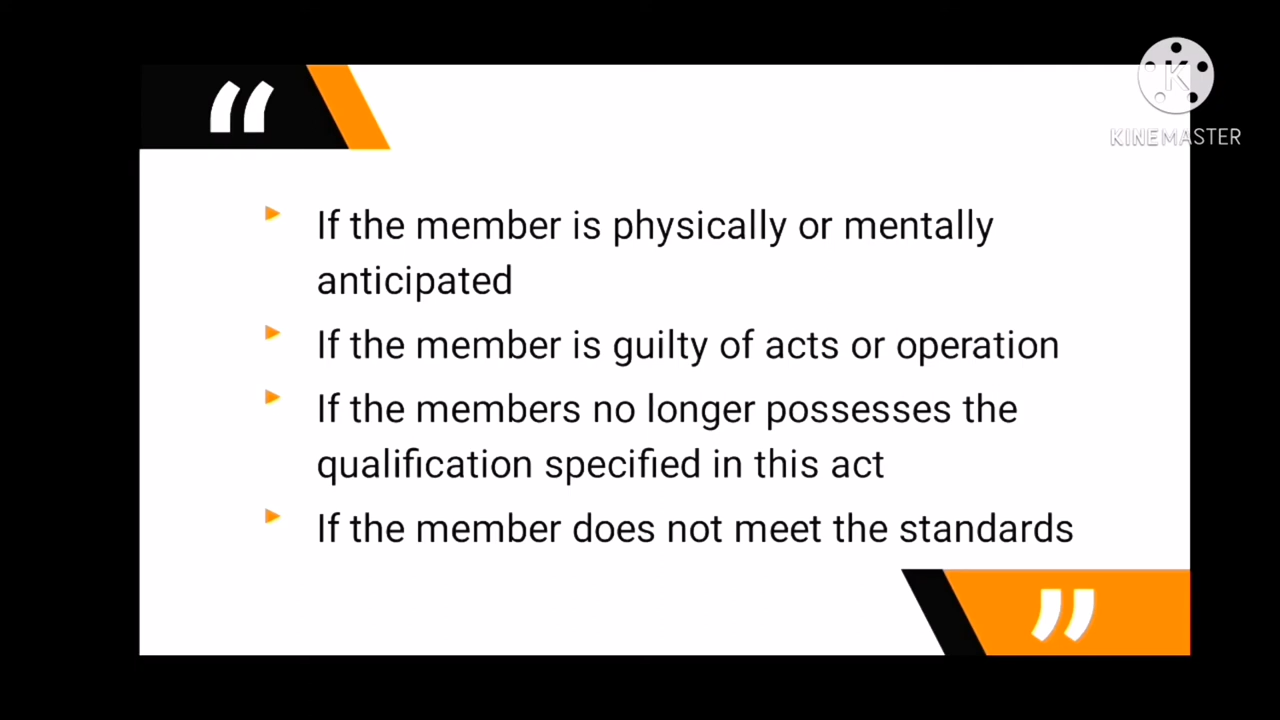 “
K
KINEMASTER
If the member is physically or mentally
anticipated
If the member is guilty of acts or operation
If the members no longer possesses the
qualification specified in this act
If the member does not meet the standards
”